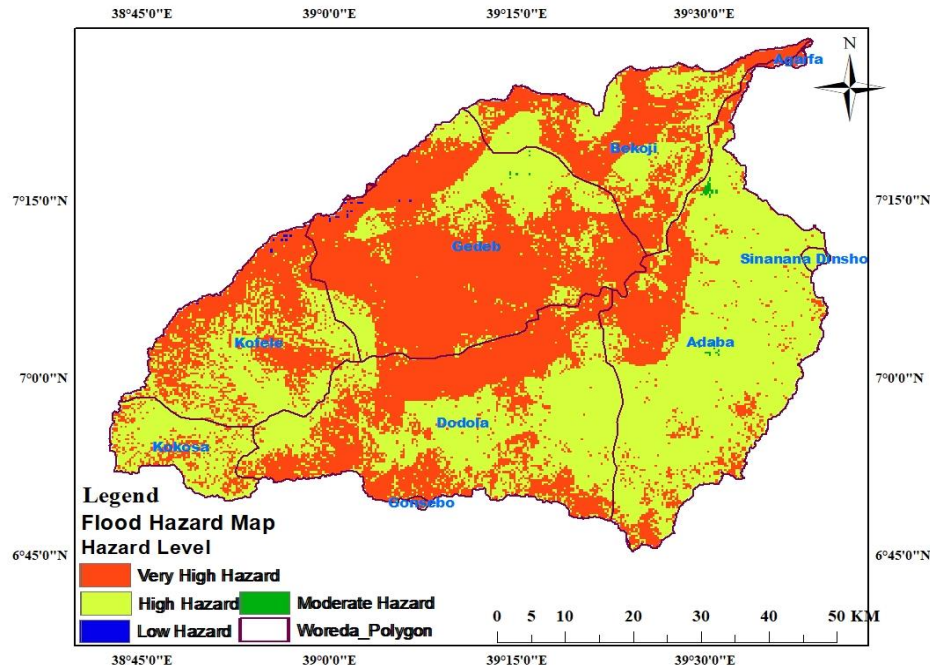 38°45'0"E 39°0'0"E 39°15'0"E 39°30'0"E
N
Agarfa
Bekoji
7°15'0"N 7°15'0"N
Gedeb
Sinanana Dinsho
Kofele
Adaba
7°0'0"N 7°0'0"N
Dodola
Kokosa
Legend
Flood Hazard Map
Hazard Level
6°45'0"N 6°45'0"N
Very High Hazard
High Hazard Moderate Hazard
Low Hazard Woreda_Polygon
0 5 10 20 30 40 50 KM
38°45'0"E 39°0'0"E 39°15'0"E 39°30'0"E